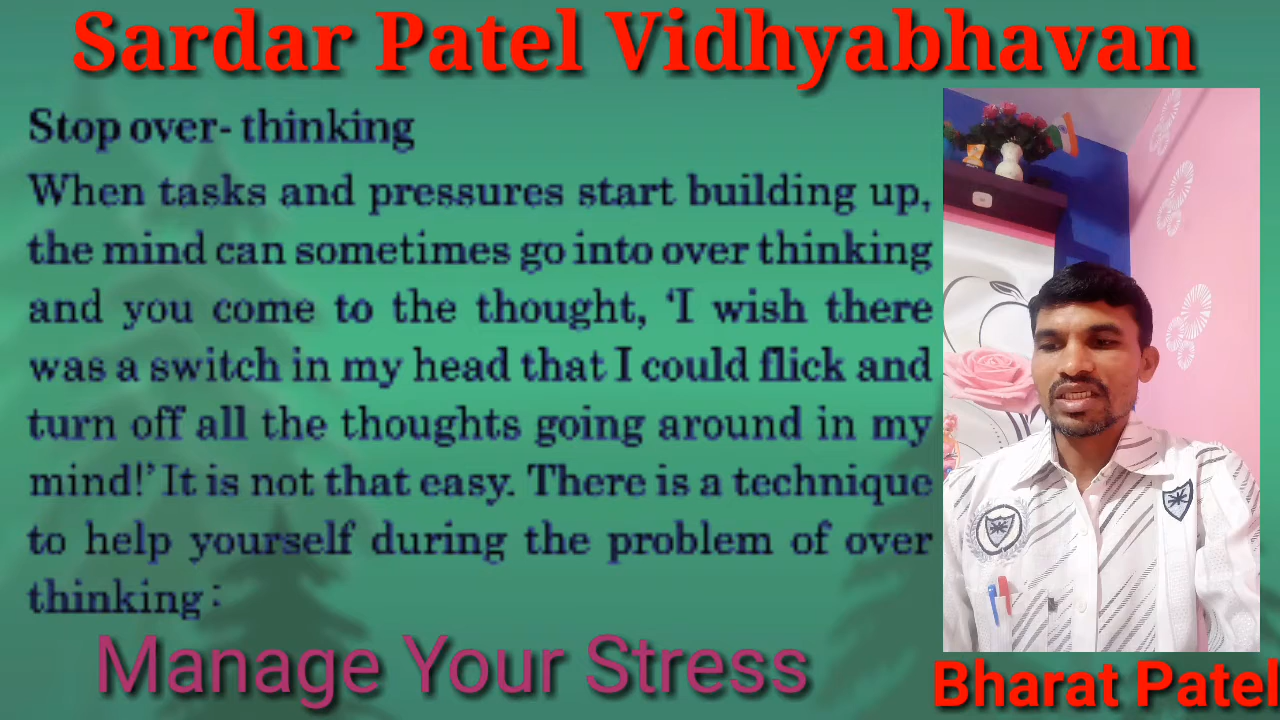 Sardar Patel Vidhyabhavan
Stop over- thinking
When tasks and pressures start building up,
the mind can sometimes go into over thinking
and you come to the thought, ‘I wish there
was a switch in my head that I could flick and
turn off all the thoughts going around in my
mind!’ It is not that easy. There is a technique
to help yourself during the problem of over
thinking :
Manage Your Stress
Bharat Patel